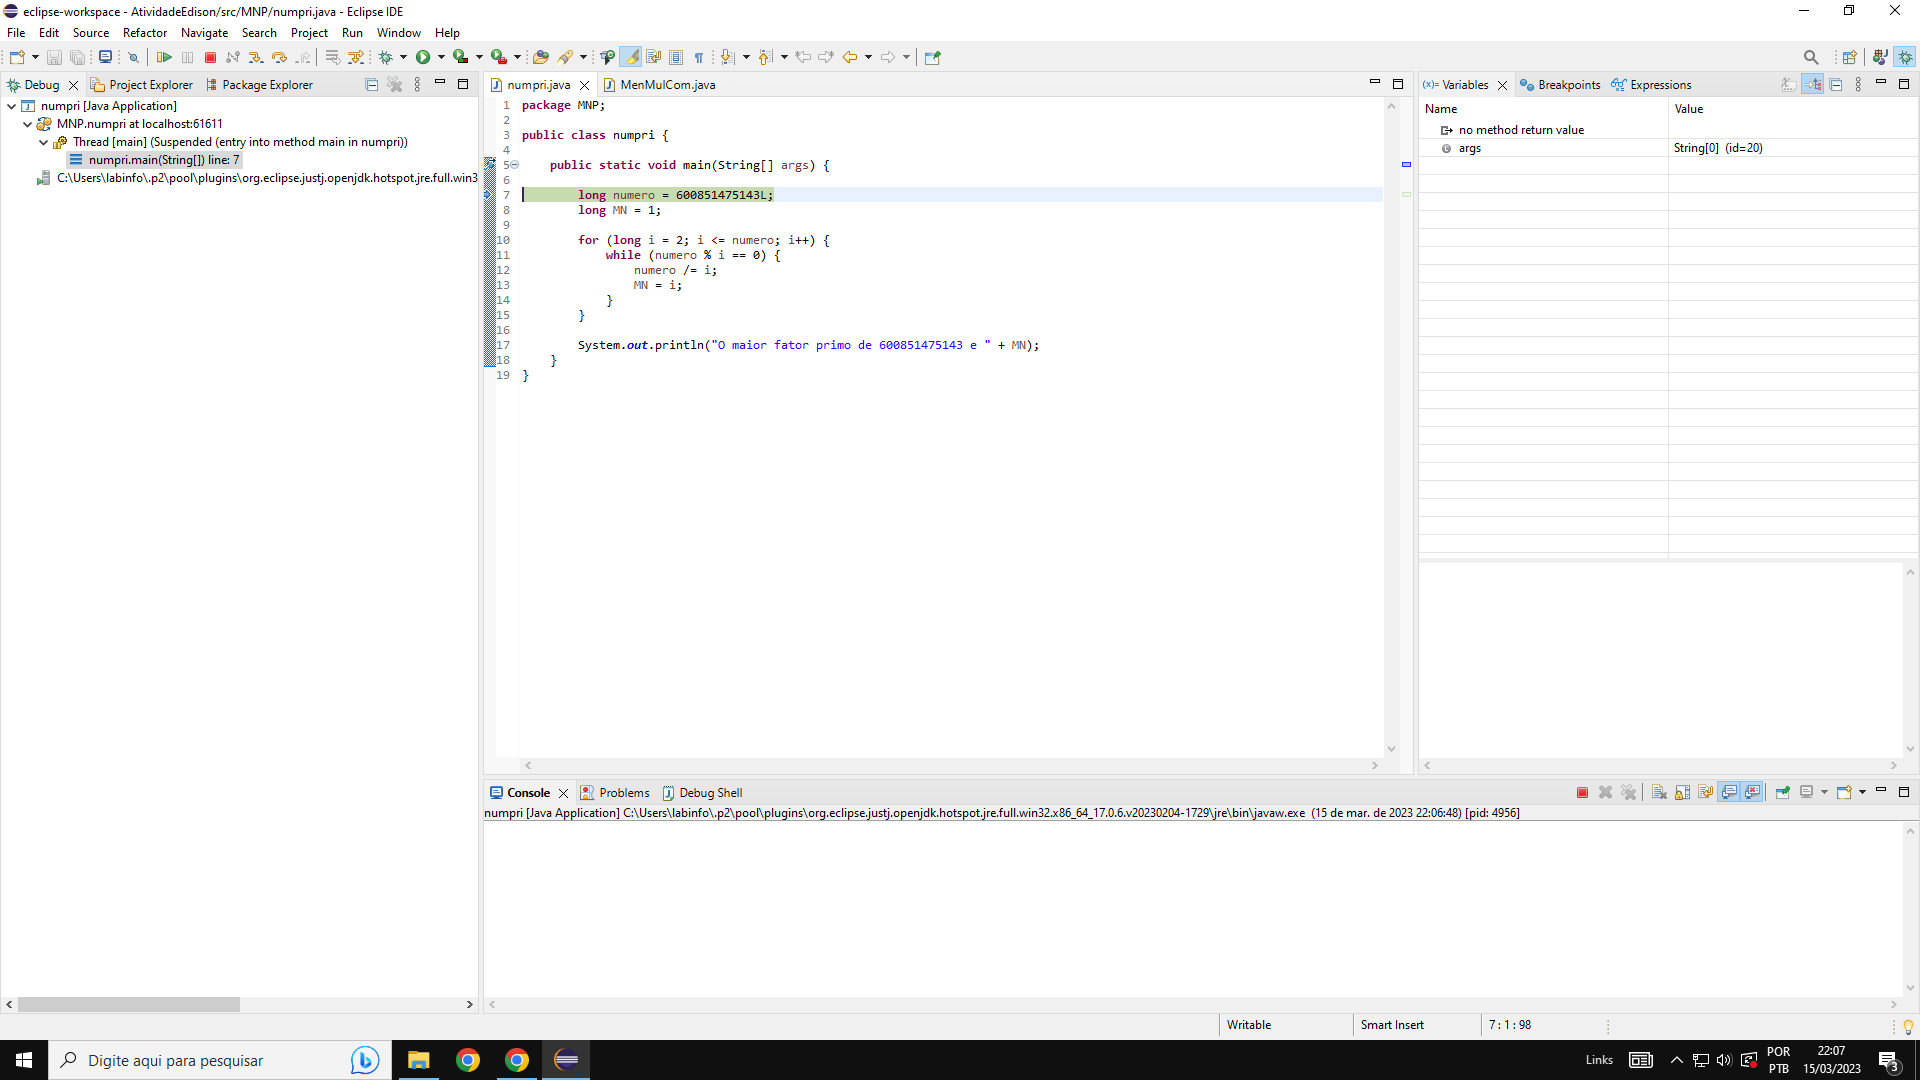 eclipse-workspace - AtividadeEdison/src/MNP/numpri.java - Eclipse IDE
File Edit Source Refactor Navigate Search Project Run Window Help
Debug Project Explorer Package Explorer
numpri [Java Application]
MNP.numpri at localhost:61611
Thread [main] (Suspended (entry into method main in numpri))
numpri.main(String[]) line: 7
C:\Users\labinfo\.p2\pool\plugins\org.eclipse.justj.openjdk.hotspot.jre.full.win3
numpri.java MenMulCom.java
1 package MNP;
2
3 public class numpri {
4
5 public static void main(String[] args) {
6
7 long numero = 600851475143L;
8 long MN = 1;
9
10 for (long i = 2; i <= numero; i++) {
11 while (numero % i == 0) {
12 numero /= i;
13 MN = i;
14 }
15 }
16
17 System.out.println("O maior fator primo de 600851475143 e " + MN);
18 }
19 }
(x)= Variables Breakpoints Expressions
Name Value
no method return value
args String[0] (id=20)
Console Problems Debug Shell
numpri [Java Application] C:\Users\labinfo\.p2\pool\plugins\org.eclipse.justj.openjdk.hotspot.jre.full.win32.x86_64_17.0.6.v20230204-1729\jre\bin\javaw.exe (15 de mar. de 2023 22:06:48) [pid: 4956]
Writable Smart Insert 7 : 1 : 98
Digite aqui para pesquisar
Links
POR
PTB
22:07
15/03/2023
3